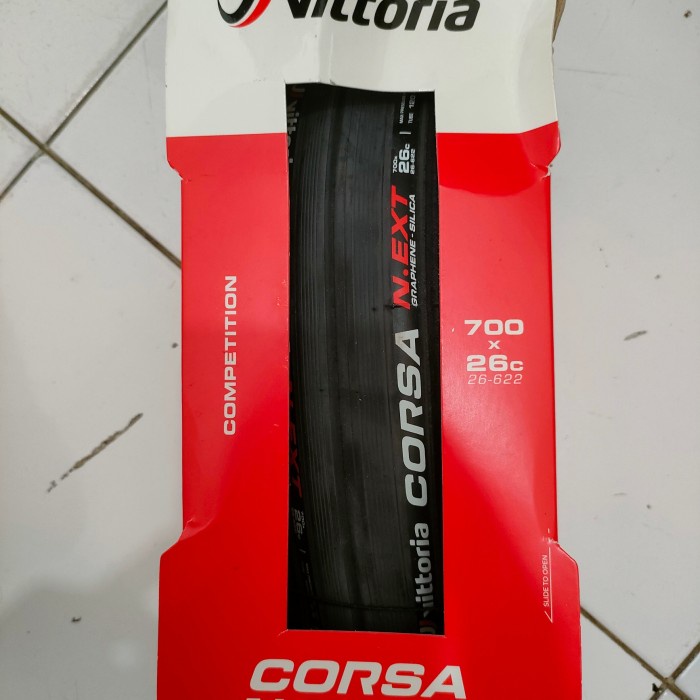 Vittoria
COMPETITION
700x
26c
26-622
N.EXT
GRAPHENE - SILICA
CORSA
Vittoria
700
x
26c
26-622
SLIDE TO OPEN
CORSA